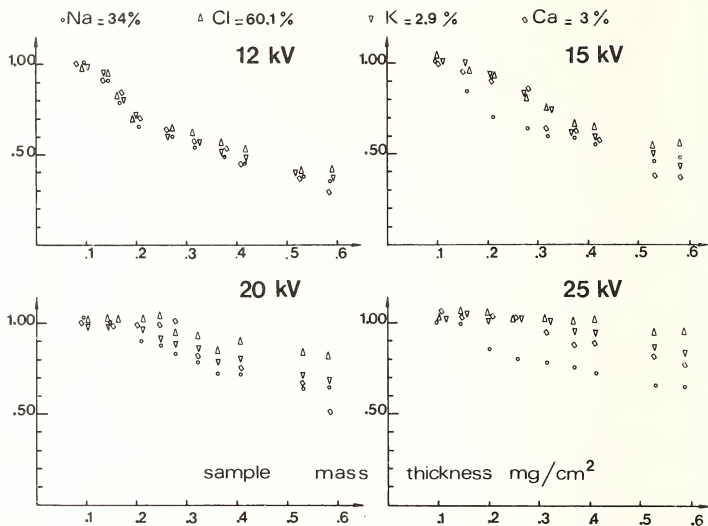 Na = 34% Cl = 60.1% K = 2.9% Ca = 3%
12 kV 15 kV
1.00 1.00
.50 .50
.1 .2 .3 .4 .5 .6 .1 .2 .3 .4 .5 .6
20 kV 25 kV
1.00 1.00
.50 .50
sample mass thickness mg/cm²
.1 .2 .3 .4 .5 .6 .1 .2 .3 .4 .5 .6